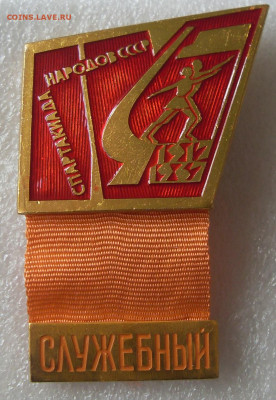 COINS.LAVE.RU
СПАРТАКИАДА НАРОДОВ СССР
1917
1967
СЛУЖЕБНЫЙ